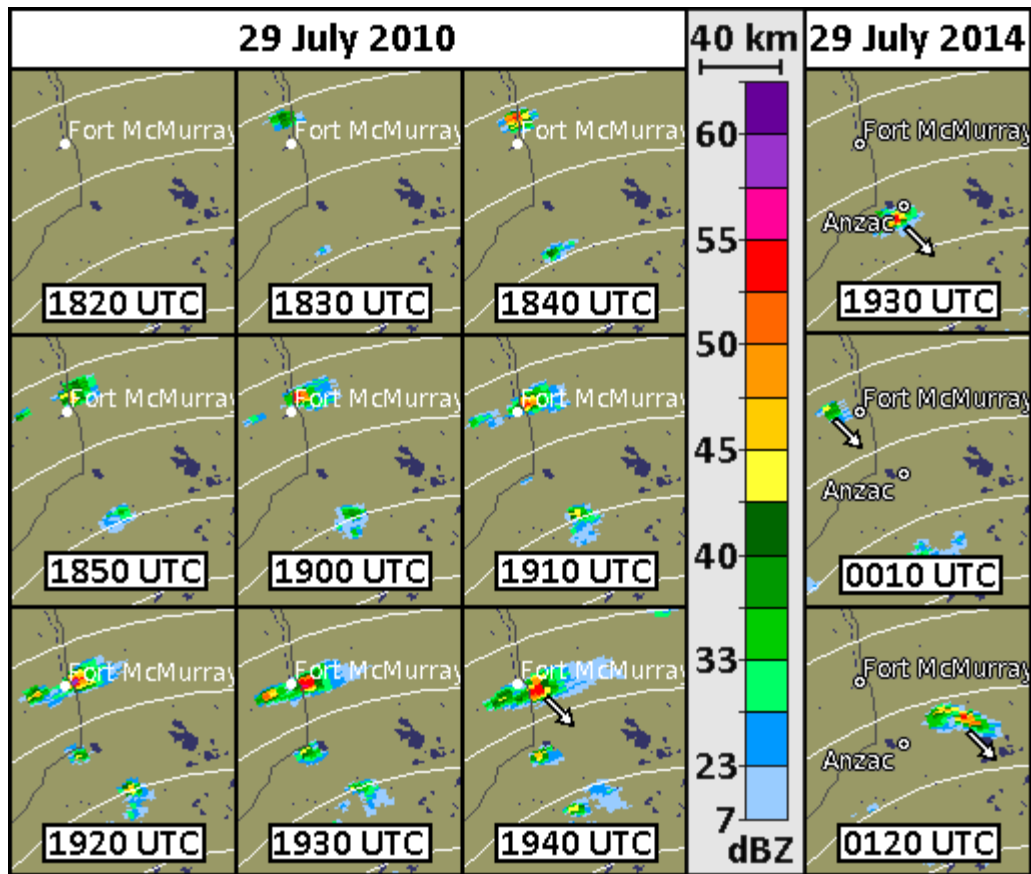 29 July 2010
40 km
29 July 2014
Fort McMurray
1820 UTC
Fort McMurray
1830 UTC
Fort McMurray
1840 UTC
Fort McMurray
1850 UTC
Fort McMurray
1900 UTC
Fort McMurray
1910 UTC
Fort McMurray
1920 UTC
Fort McMurray
1930 UTC
Fort McMurray
1940 UTC
60
55
50
45
40
33
23
7
dBZ
Fort McMurray
Anzac
1930 UTC
Fort McMurray
Anzac
0010 UTC
Fort McMurray
Anzac
0120 UTC